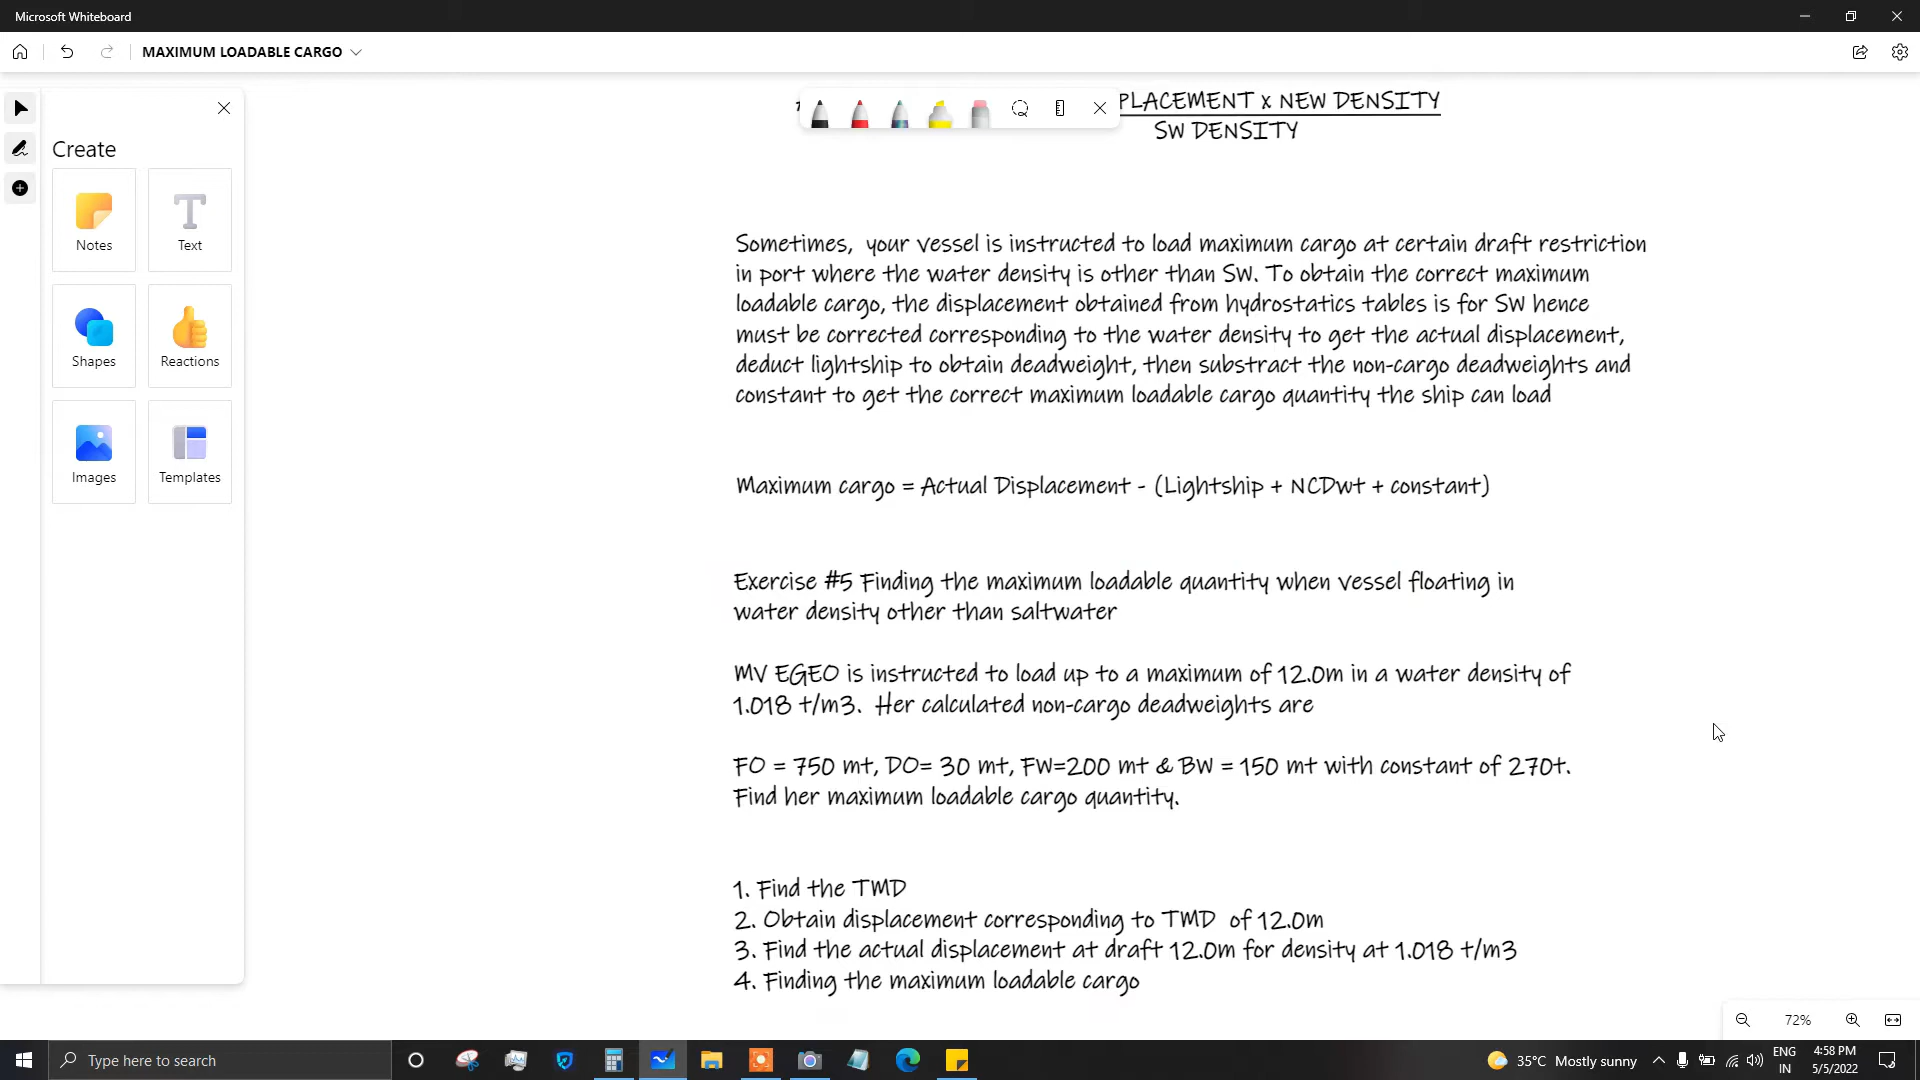 Microsoft Whiteboard
MAXIMUM LOADABLE CARGO
PLACEMENT x NEW DENSITY
SW DENSITY
Create
Notes
Text
Shapes
Reactions
Images
Templates
Sometimes, your vessel is instructed to load maximum cargo at certain draft restriction
in port where the water density is other than SW. To obtain the correct maximum
loadable cargo, the displacement obtained from hydrostatics tables is for SW hence
must be corrected corresponding to the water density to get the actual displacement,
deduct lightship to obtain deadweight, then substract the non-cargo deadweights and
constant to get the correct maximum loadable cargo quantity the ship can load
Maximum cargo = Actual Displacement - (Lightship + NCDwt + constant)
Exercise #5 Finding the maximum loadable quantity when vessel floating in
water density other than saltwater
MV EGEO is instructed to load up to a maximum of 12.0m in a water density of
1.018 t/m3. Her calculated non-cargo deadweights are
FO = 750 mt, DO= 30 mt, FW=200 mt & BW = 150 mt with constant of 270t.
Find her maximum loadable cargo quantity.
1. Find the TMD
2. Obtain displacement corresponding to TMD of 12.0m
3. Find the actual displacement at draft 12.0m for density at 1.018 t/m3
4. Finding the maximum loadable cargo
72%
Type here to search
35°C Mostly sunny
ENG
IN
4:58 PM
5/5/2022